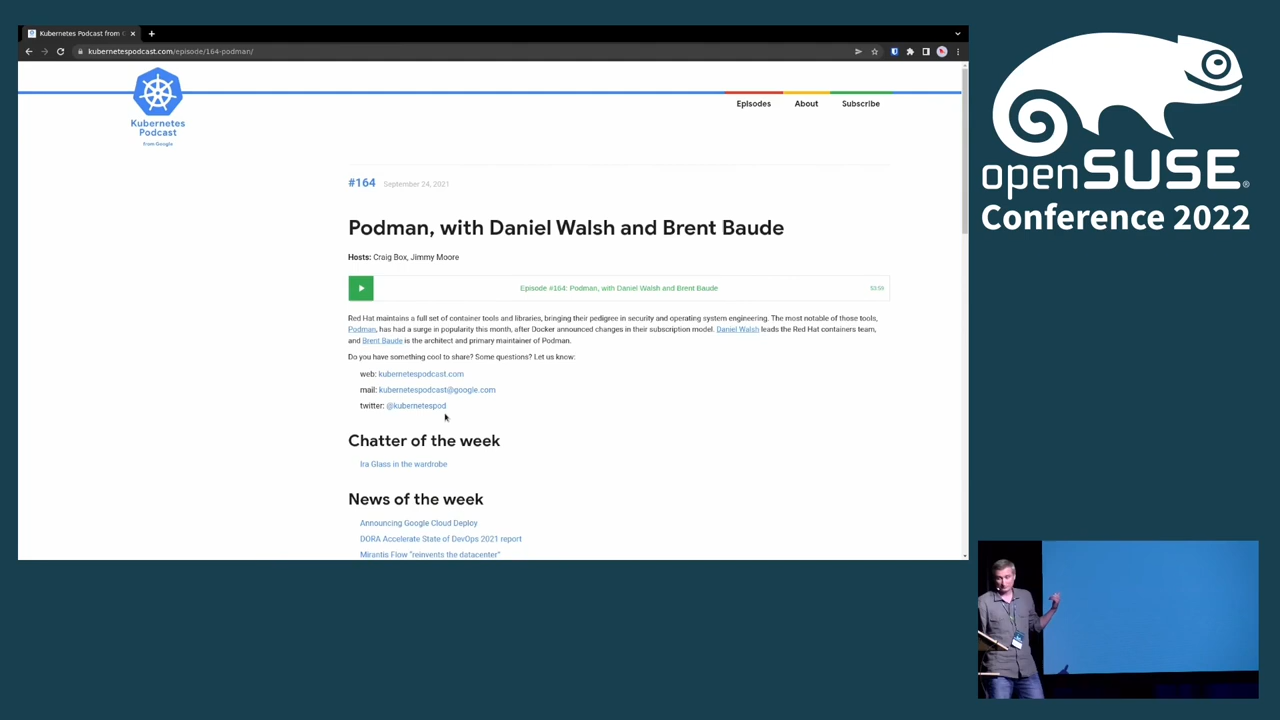 Kubernetes Podcast from
kubernetespodcast.com/episode/164-podman/
Kubernetes
Podcast
from Google
Episodes
About
Subscribe
#164 September 24, 2021
Podman, with Daniel Walsh and Brent Baude
Hosts: Craig Box, Jimmy Moore
Episode #164: Podman, with Daniel Walsh and Brent Baude
Red Hat maintains a full set of container tools and libraries, bringing their pedigree in security and operating system engineering. The most notable of those tools,
Podman, has had a surge in popularity this month, after Docker announced changes in their subscription model. Daniel Walsh leads the Red Hat containers team,
and Brent Baude is the architect and primary maintainer of Podman.
Do you have something cool to share? Some questions? Let us know:
web: kubernetespodcast.com
mail: kubernetespodcast@google.com
twitter: @kubernetespod
Chatter of the week
Ira Glass in the wardrobe
News of the week
Announcing Google Cloud Deploy
DORA Accelerate State of DevOps 2021 report
Mirantis Flow "reinvents the datacenter"
openSUSE®
Conference 2022